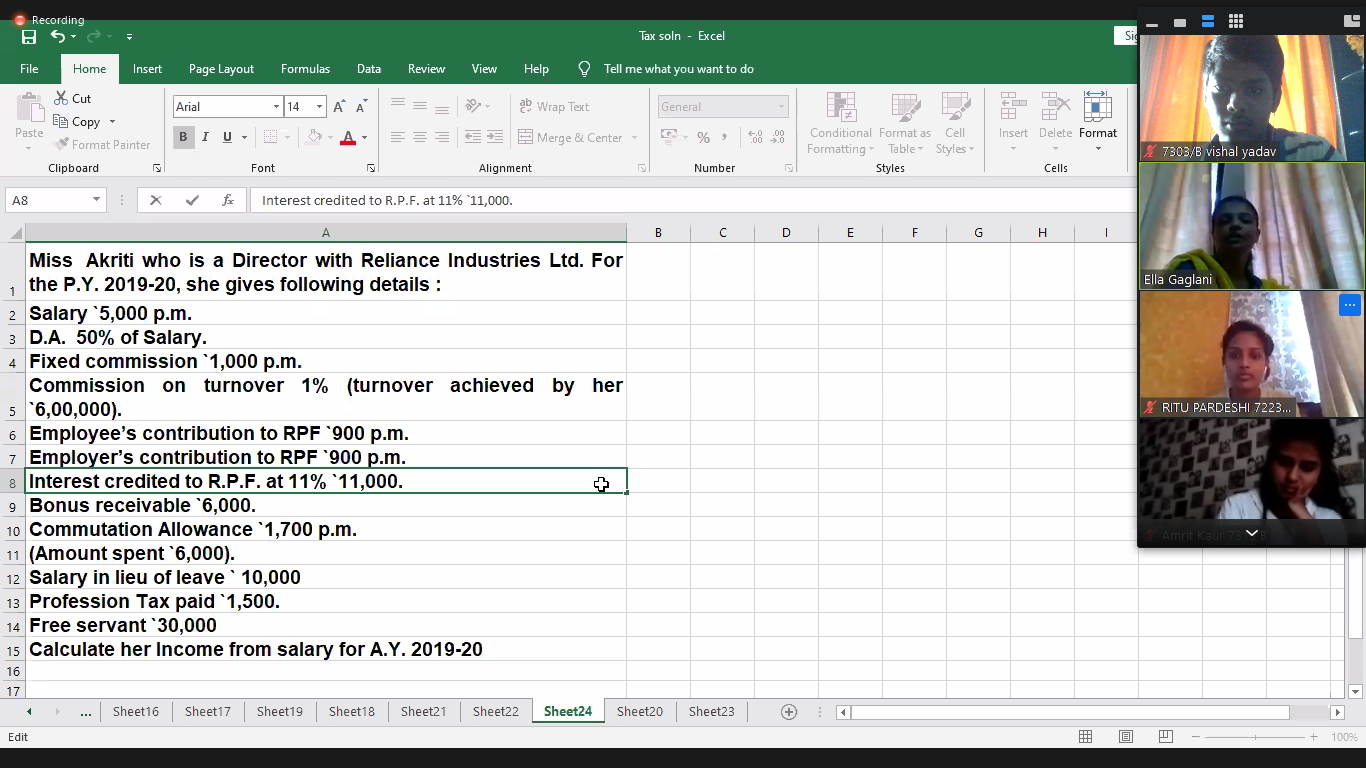 Recording
Tax soln - Excel
Sig
File Home Insert Page Layout Formulas Data Review View Help Tell me what you want to do
Cut
Copy
Format Painter
Paste
Clipboard
Arial 14
B I U
Font
Wrap Text
Merge & Center
Alignment
General
Number
Conditional Formatting
Format as Table
Cell Styles
Styles
Insert Delete Format
Cells
A8 fx Interest credited to R.P.F. at 11% `11,000.
A B C D E F G H I
1 Miss Akriti who is a Director with Reliance Industries Ltd. For
the P.Y. 2019-20, she gives following details :
2 Salary `5,000 p.m.
3 D.A. 50% of Salary.
4 Fixed commission `1,000 p.m.
5 Commission on turnover 1% (turnover achieved by her
`6,00,000).
6 Employee’s contribution to RPF `900 p.m.
7 Employer’s contribution to RPF `900 p.m.
8 Interest credited to R.P.F. at 11% `11,000.
9 Bonus receivable `6,000.
10 Commutation Allowance `1,700 p.m.
11 (Amount spent `6,000).
12 Salary in lieu of leave ` 10,000
13 Profession Tax paid `1,500.
14 Free servant `30,000
15 Calculate her Income from salary for A.Y. 2019-20
16
17
... Sheet16 Sheet17 Sheet19 Sheet18 Sheet21 Sheet22 Sheet24 Sheet20 Sheet23
Edit
100%
7303/B vishal yadav
Ella Gaglani
RITU PARDESHI 7223...
Amrit Kaur